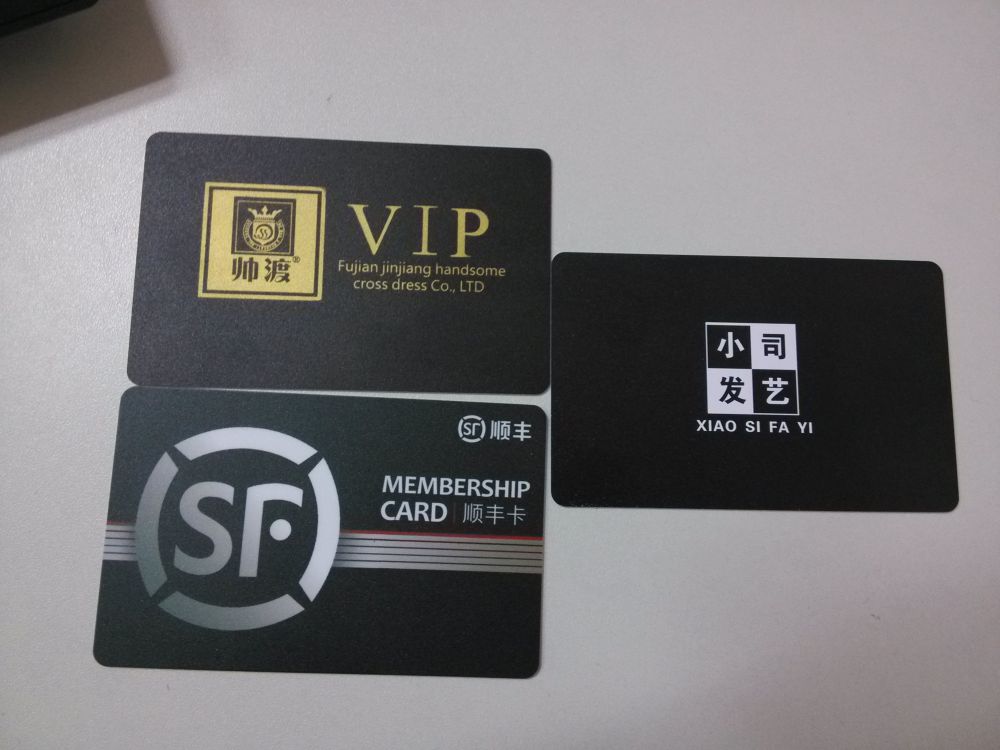 帅渡®
VIP
Fujian jinjiang handsome
cross dress Co., LTD
小司
发艺
XIAO SI FA YI
SF 顺丰
SF
MEMBERSHIP
CARD | 顺丰卡